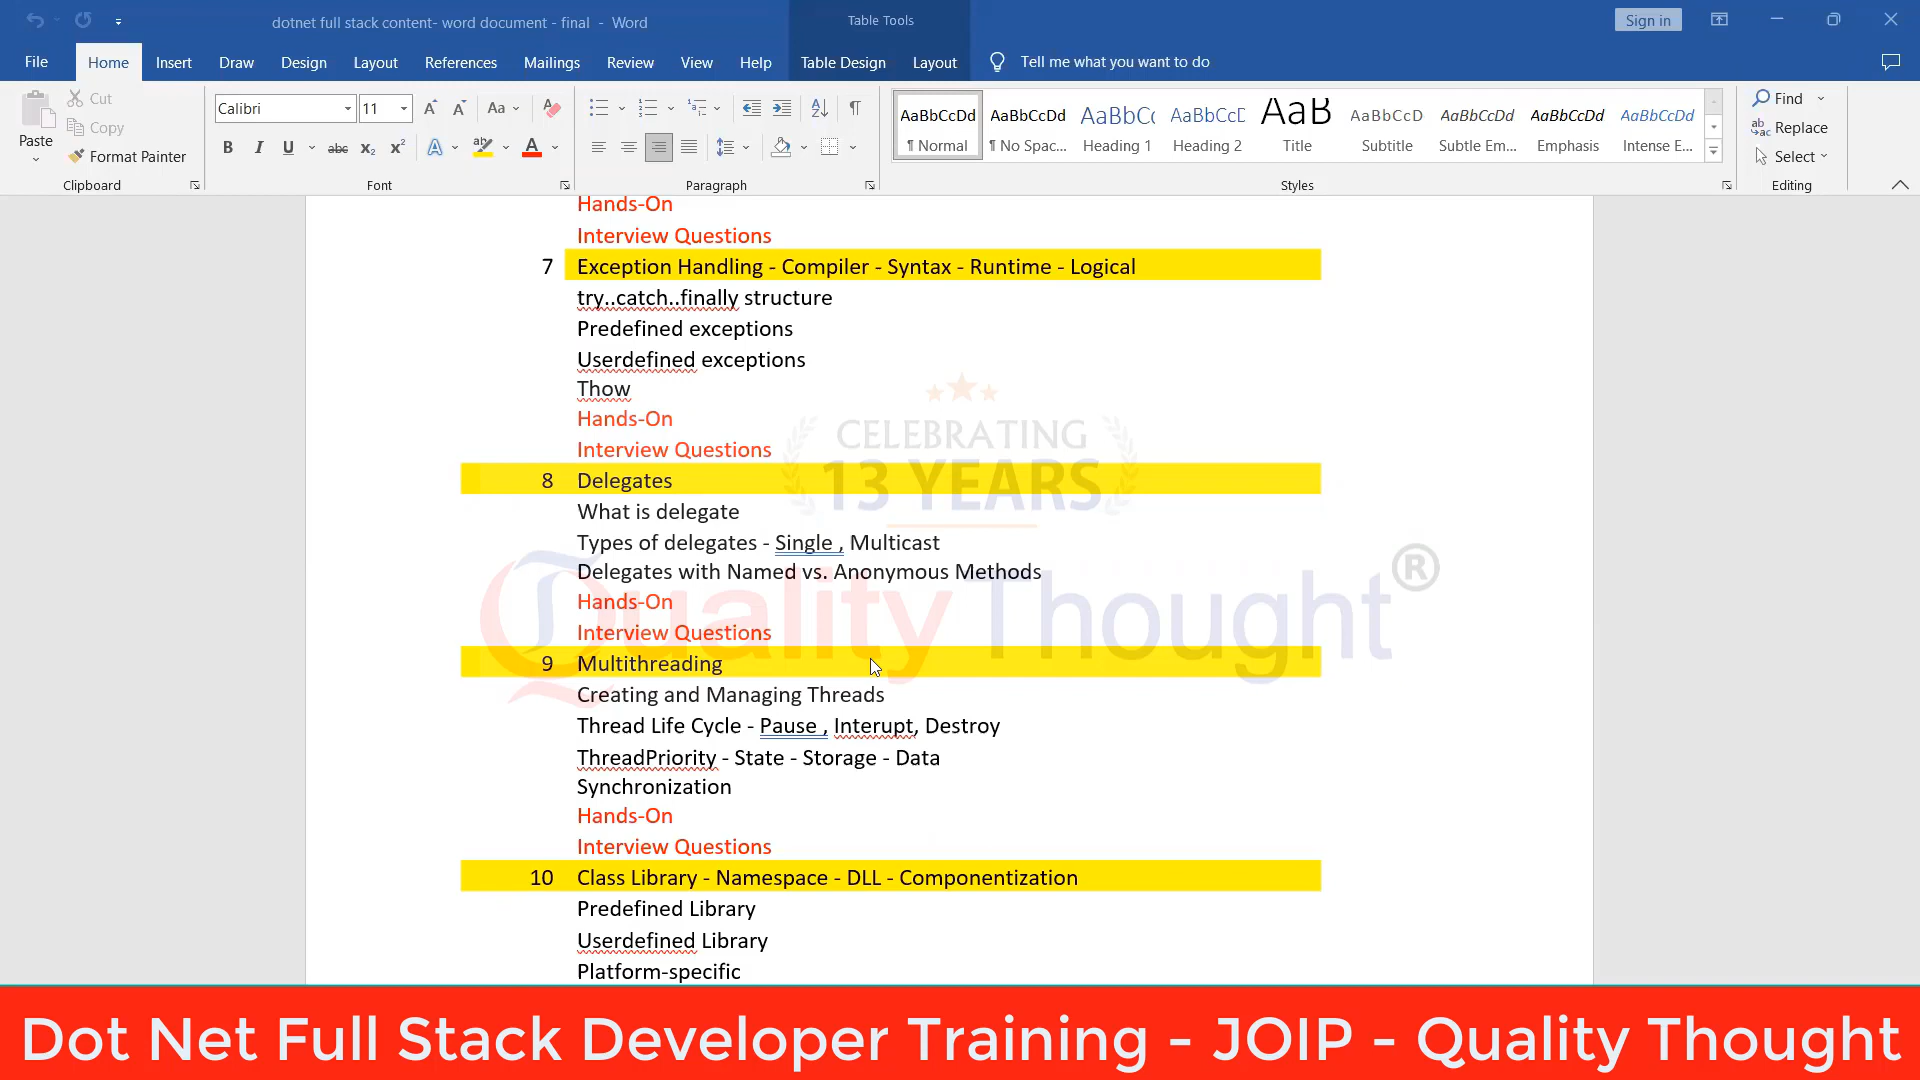 dotnet full stack content- word document - final - Word
Table Tools
Sign in
File Home Insert Draw Design Layout References Mailings Review View Help Table Design Layout Tell me what you want to do
Paste
Cut
Copy
Format Painter
Clipboard
Calibri 11
Font
Paragraph
AaBbCcDd AaBbCcDd AaBbCc AaBbCcD AaB AaBbCcD AaBbCcDd AaBbCcDd AaBbCcDd
¶ Normal ¶ No Spac... Heading 1 Heading 2 Title Subtitle Subtle Em... Emphasis Intense E...
Styles
Find
Replace
Select
Editing
Hands-On
Interview Questions
7 Exception Handling - Compiler - Syntax - Runtime - Logical
try..catch..finally structure
Predefined exceptions
Userdefined exceptions
Thow
Hands-On
Interview Questions
8 Delegates
What is delegate
Types of delegates - Single , Multicast
Delegates with Named vs. Anonymous Methods
Hands-On
Interview Questions
9 Multithreading
Creating and Managing Threads
Thread Life Cycle - Pause , Interupt, Destroy
ThreadPriority - State - Storage - Data
Synchronization
Hands-On
Interview Questions
10 Class Library - Namespace - DLL - Componentization
Predefined Library
Userdefined Library
Platform-specific
CELEBRATING
13 YEARS
Quality Thought ®
Dot Net Full Stack Developer Training - JOIP - Quality Thought